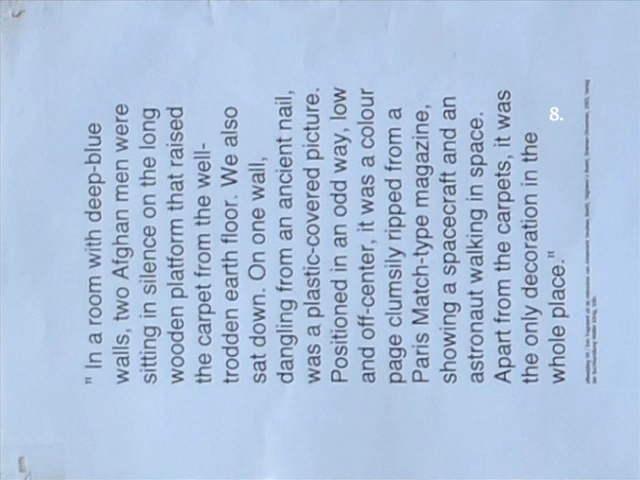 " In a room with deep-blue
walls, two Afghan men were
sitting in silence on the long
wooden platform that raised
the carpet from the well-
trodden earth floor. We also
sat down. On one wall,
dangling from an ancient nail,
was a plastic-covered picture.
Positioned in an odd way, low
and off-center, it was a colour
page clumsily ripped from a
Paris Match-type magazine,
showing a spacecraft and an
astronaut walking in space.
Apart from the carpets, it was
the only decoration in the
whole place."
8.